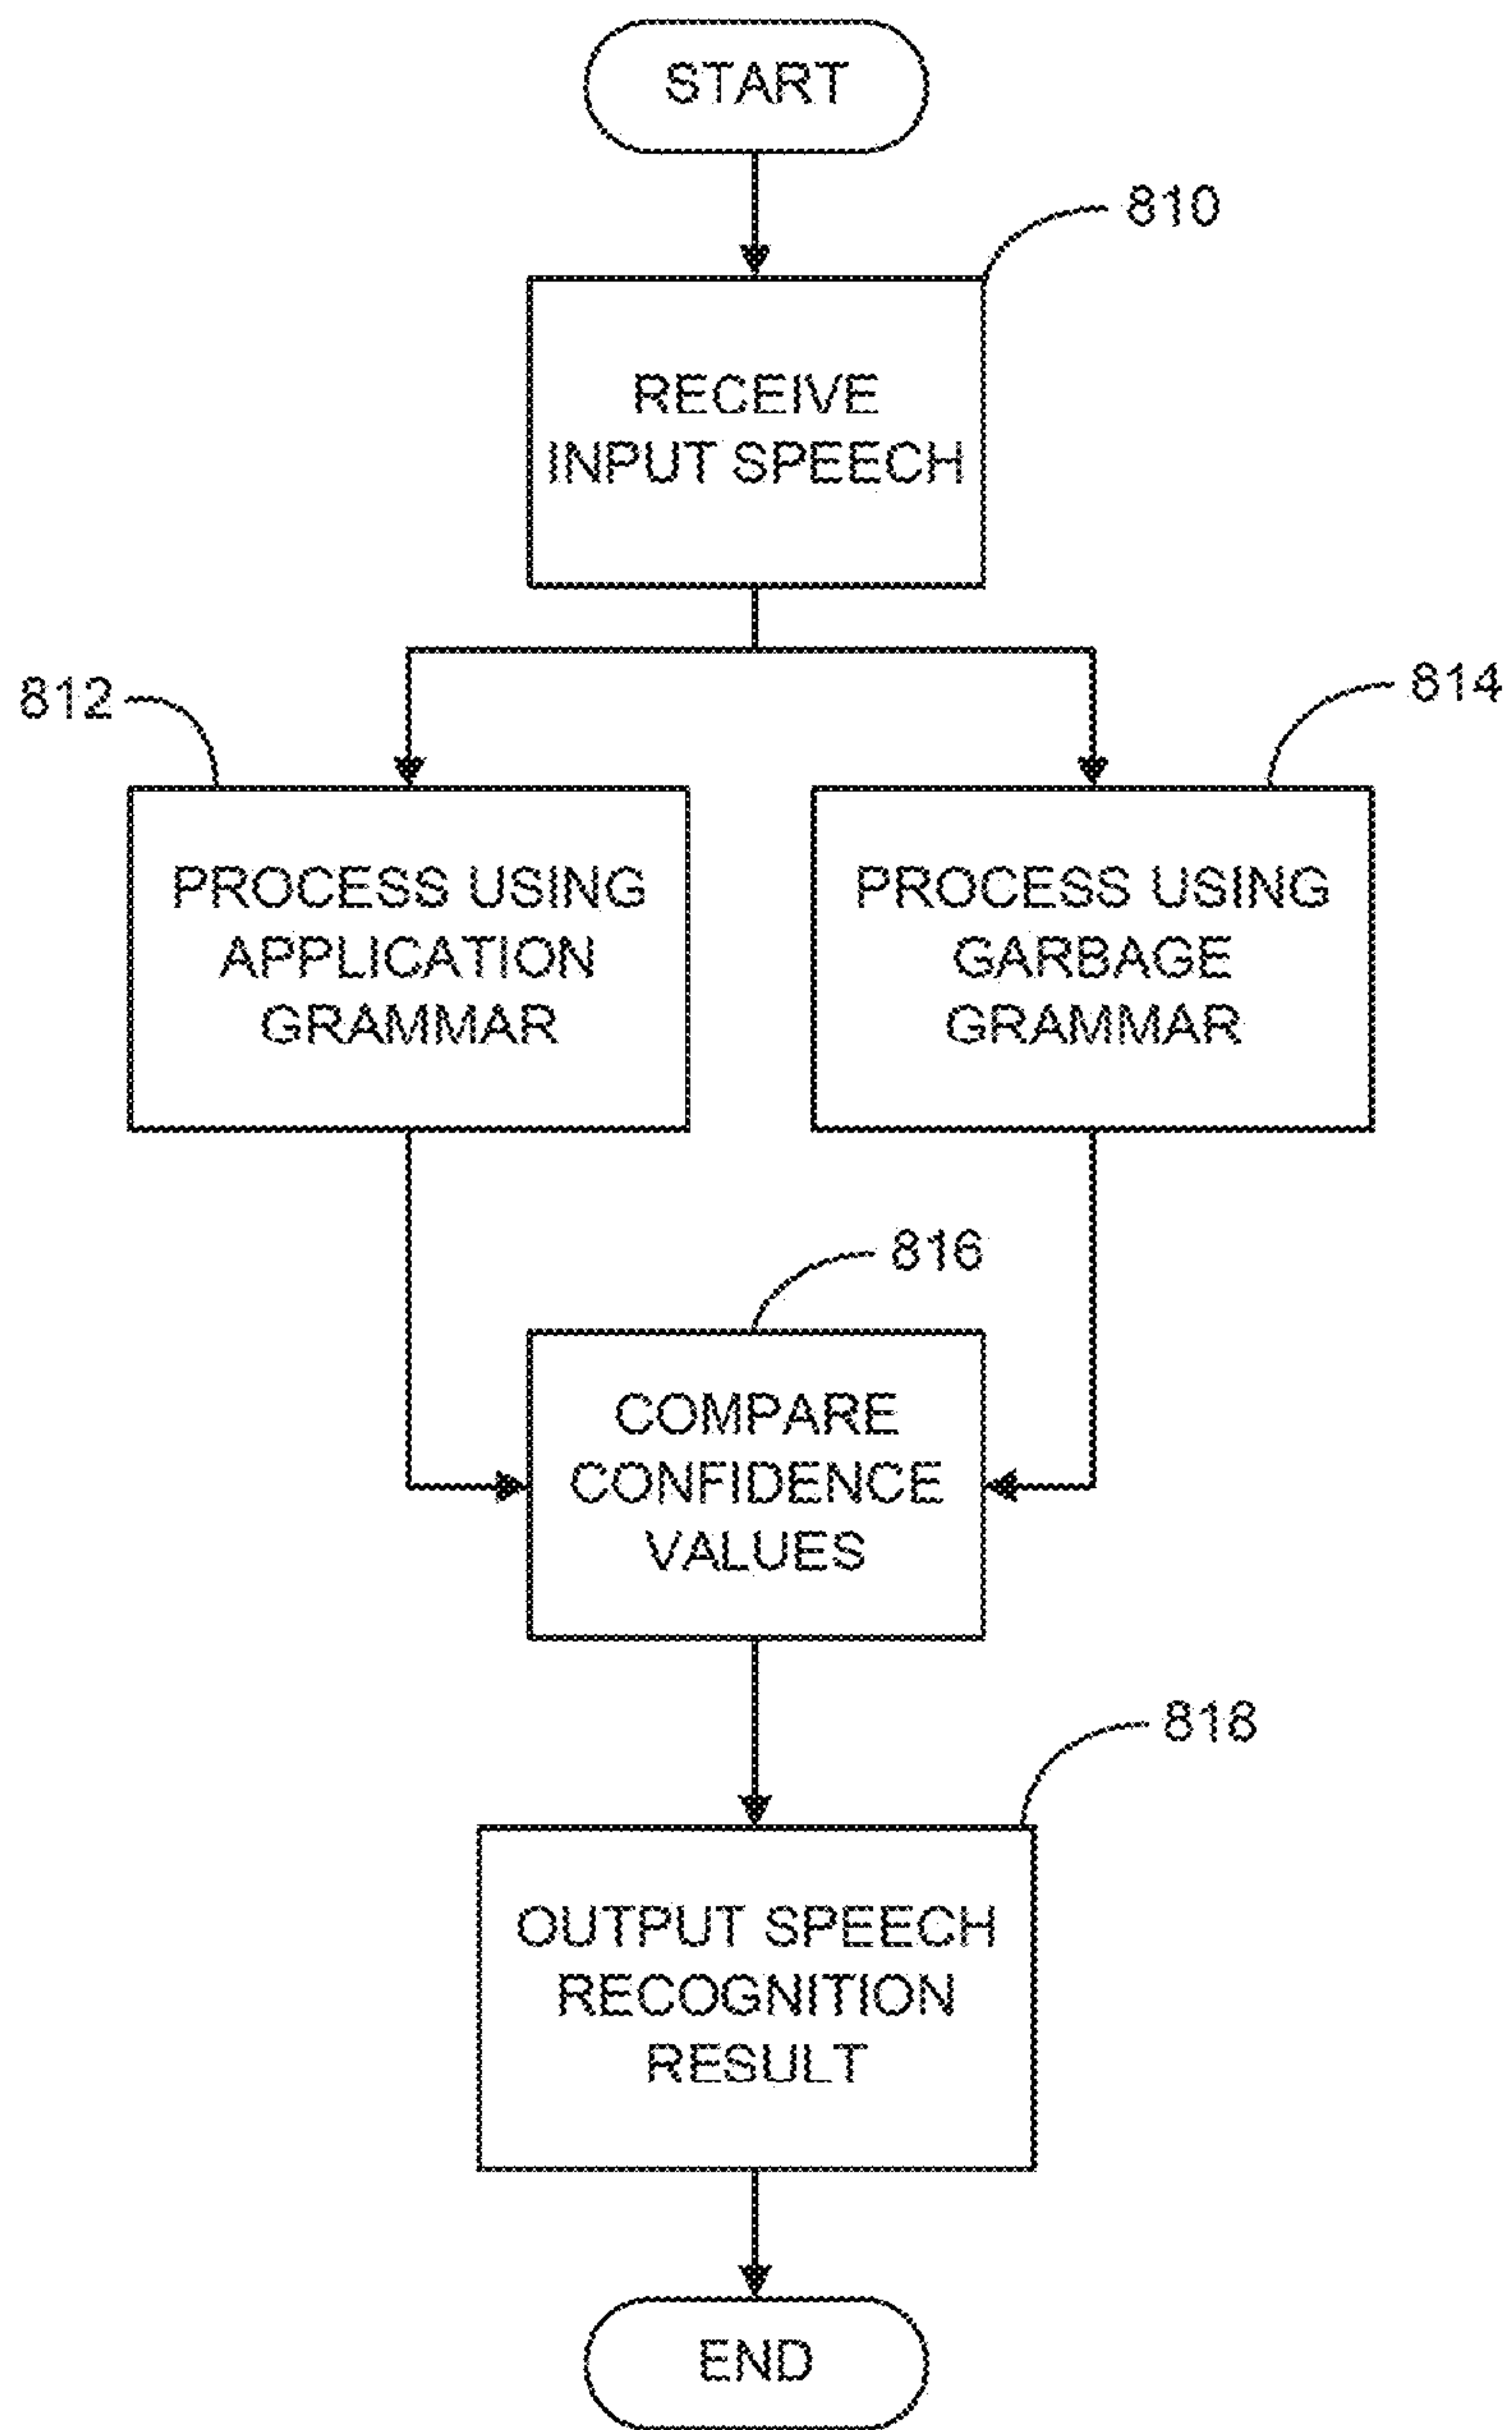 START
810
RECEIVE
INPUT SPEECH
812
814
PROCESS USING
APPLICATION
GRAMMAR
PROCESS USING
GARBAGE
GRAMMAR
816
COMPARE
CONFIDENCE
VALUES
818
OUTPUT SPEECH
RECOGNITION
RESULT
END